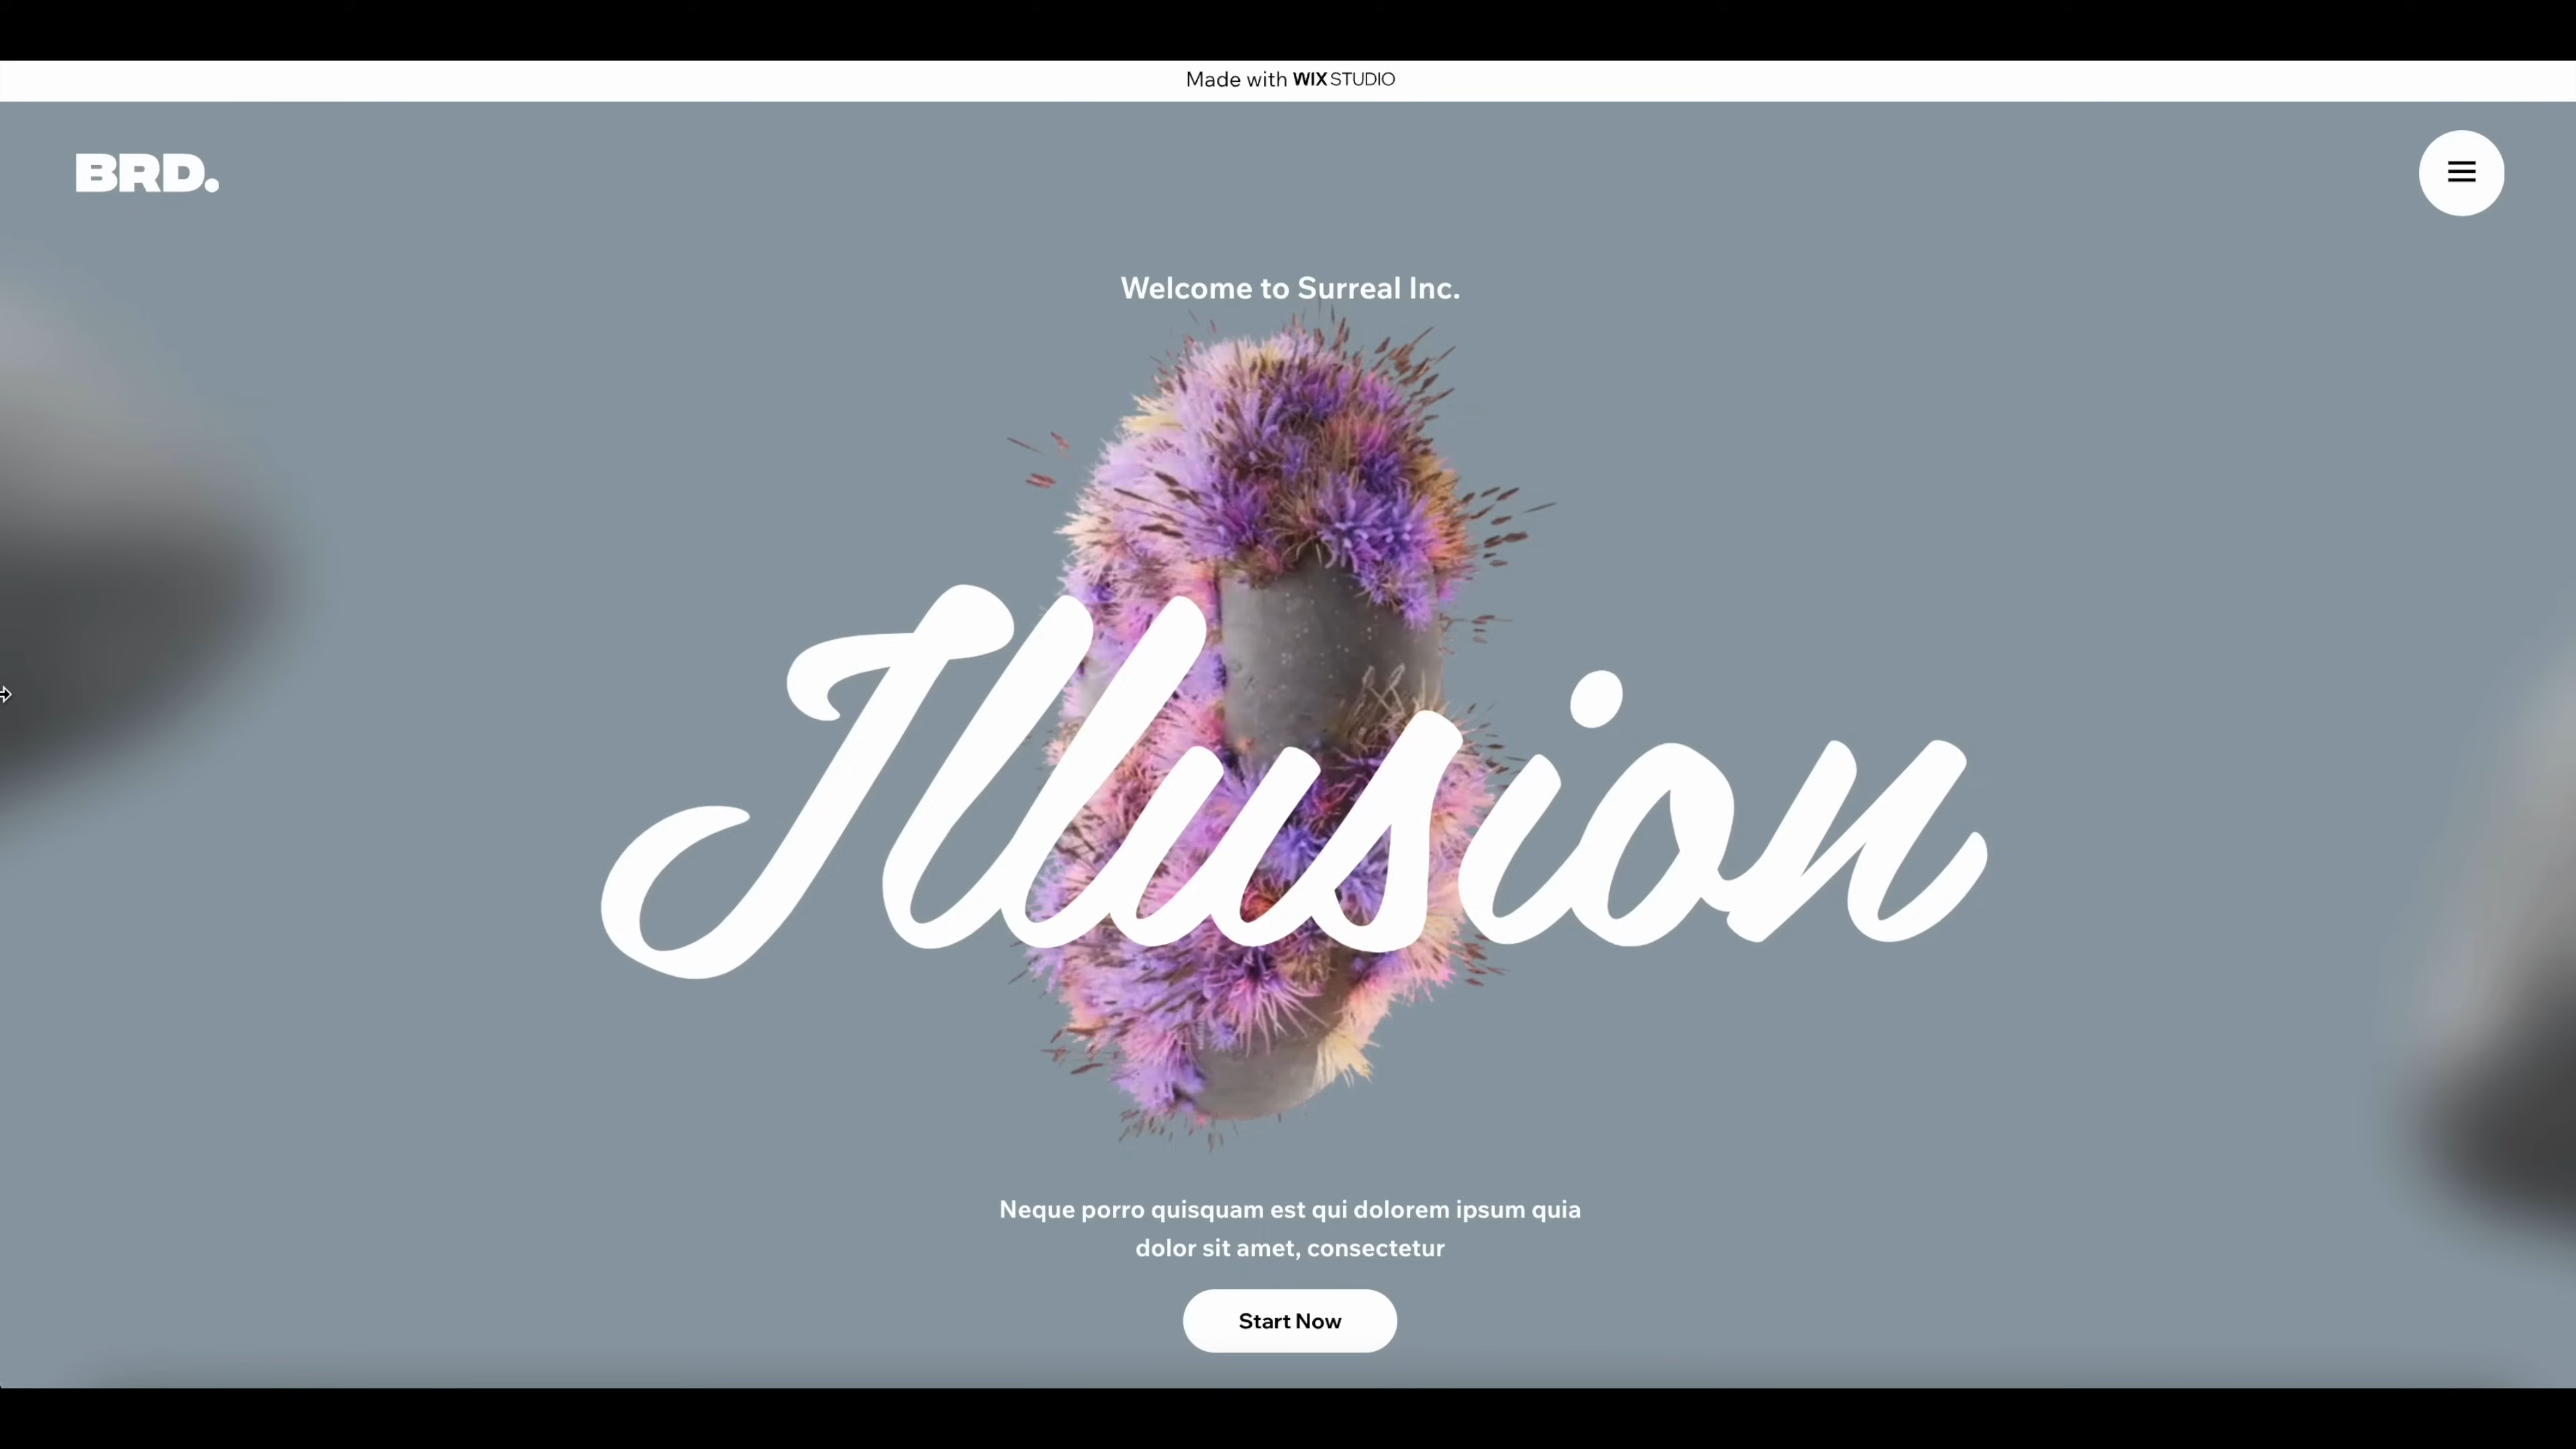 Made with WIX STUDIO
BRD.
Welcome to Surreal Inc.
Illusion
Neque porro quisquam est qui dolorem ipsum quia
dolor sit amet, consectetur
Start Now